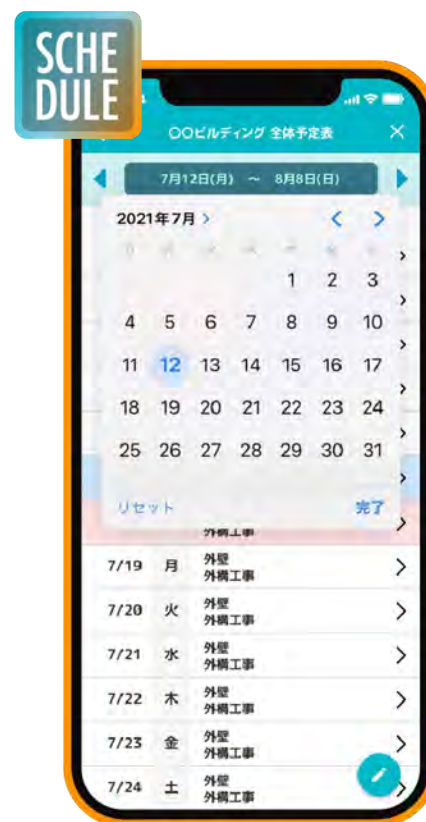 SCHE
DULE
〇〇ビルディング 全体予定表 ×
7月12日(月) ~ 8月8日(日)
2021年7月 >
1 2 3
4 5 6 7 8 9 10
11 12 13 14 15 16 17
18 19 20 21 22 23 24
25 26 27 28 29 30 31
リセット 完了
外構工事
7/19 月 外壁
外構工事
7/20 火 外壁
外構工事
7/21 水 外壁
外構工事
7/22 木 外壁
外構工事
7/23 金 外壁
外構工事
7/24 土 外壁
外構工事